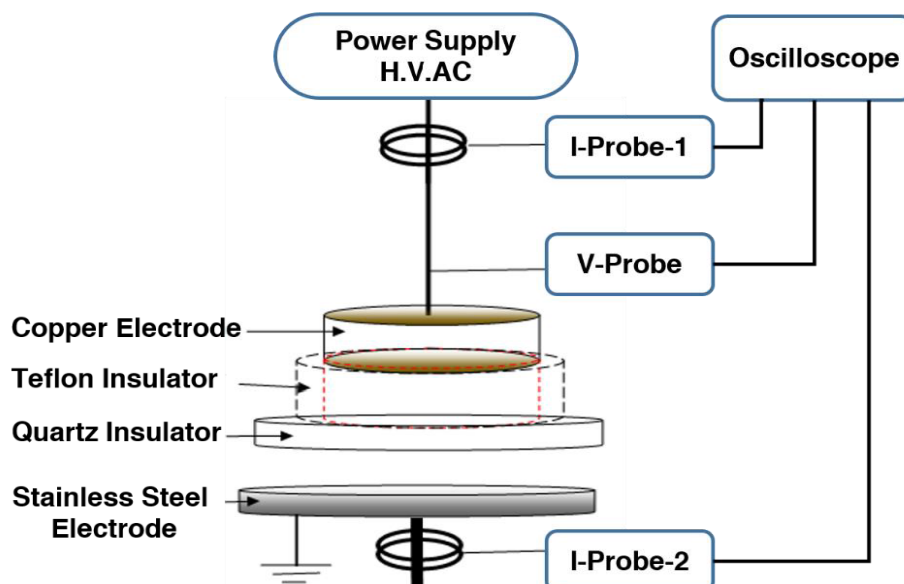 Power Supply
H.V.AC
Oscilloscope
I-Probe-1
V-Probe
Copper Electrode
Teflon Insulator
Quartz Insulator
Stainless Steel
Electrode
I-Probe-2